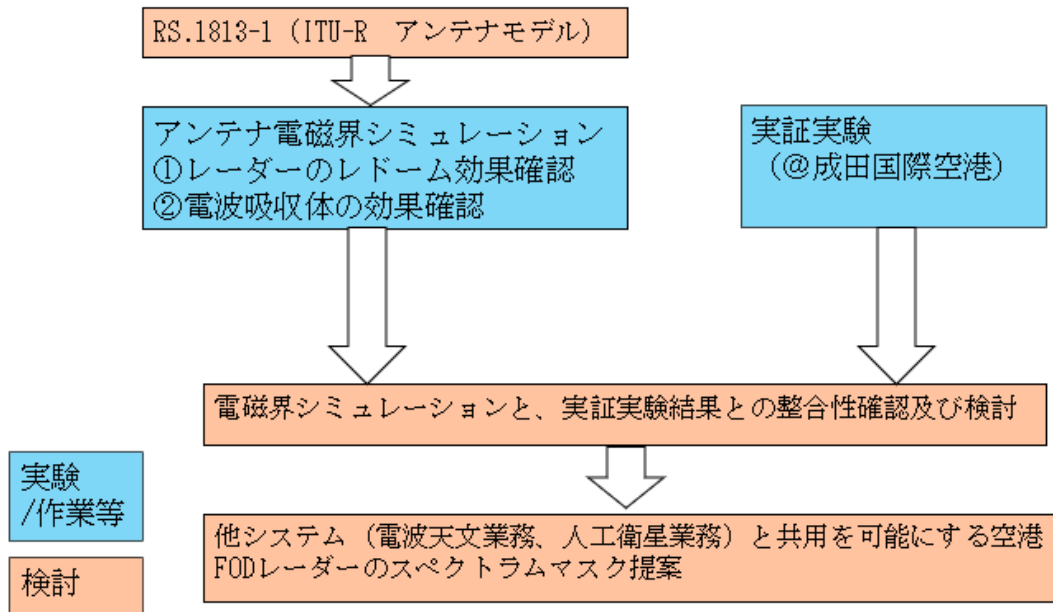 RS.1813-1（ITU-R　アンテナモデル）
アンテナ電磁界シミュレーション
①レーダーのレドーム効果確認
②電波吸収体の効果確認
実証実験
（@成田国際空港）
電磁界シミュレーションと、実証実験結果との整合性確認及び検討
実験
/作業等
他システム（電波天文業務、人工衛星業務）と共用を可能にする空港
FODレーダーのスペクトラムマスク提案
検討